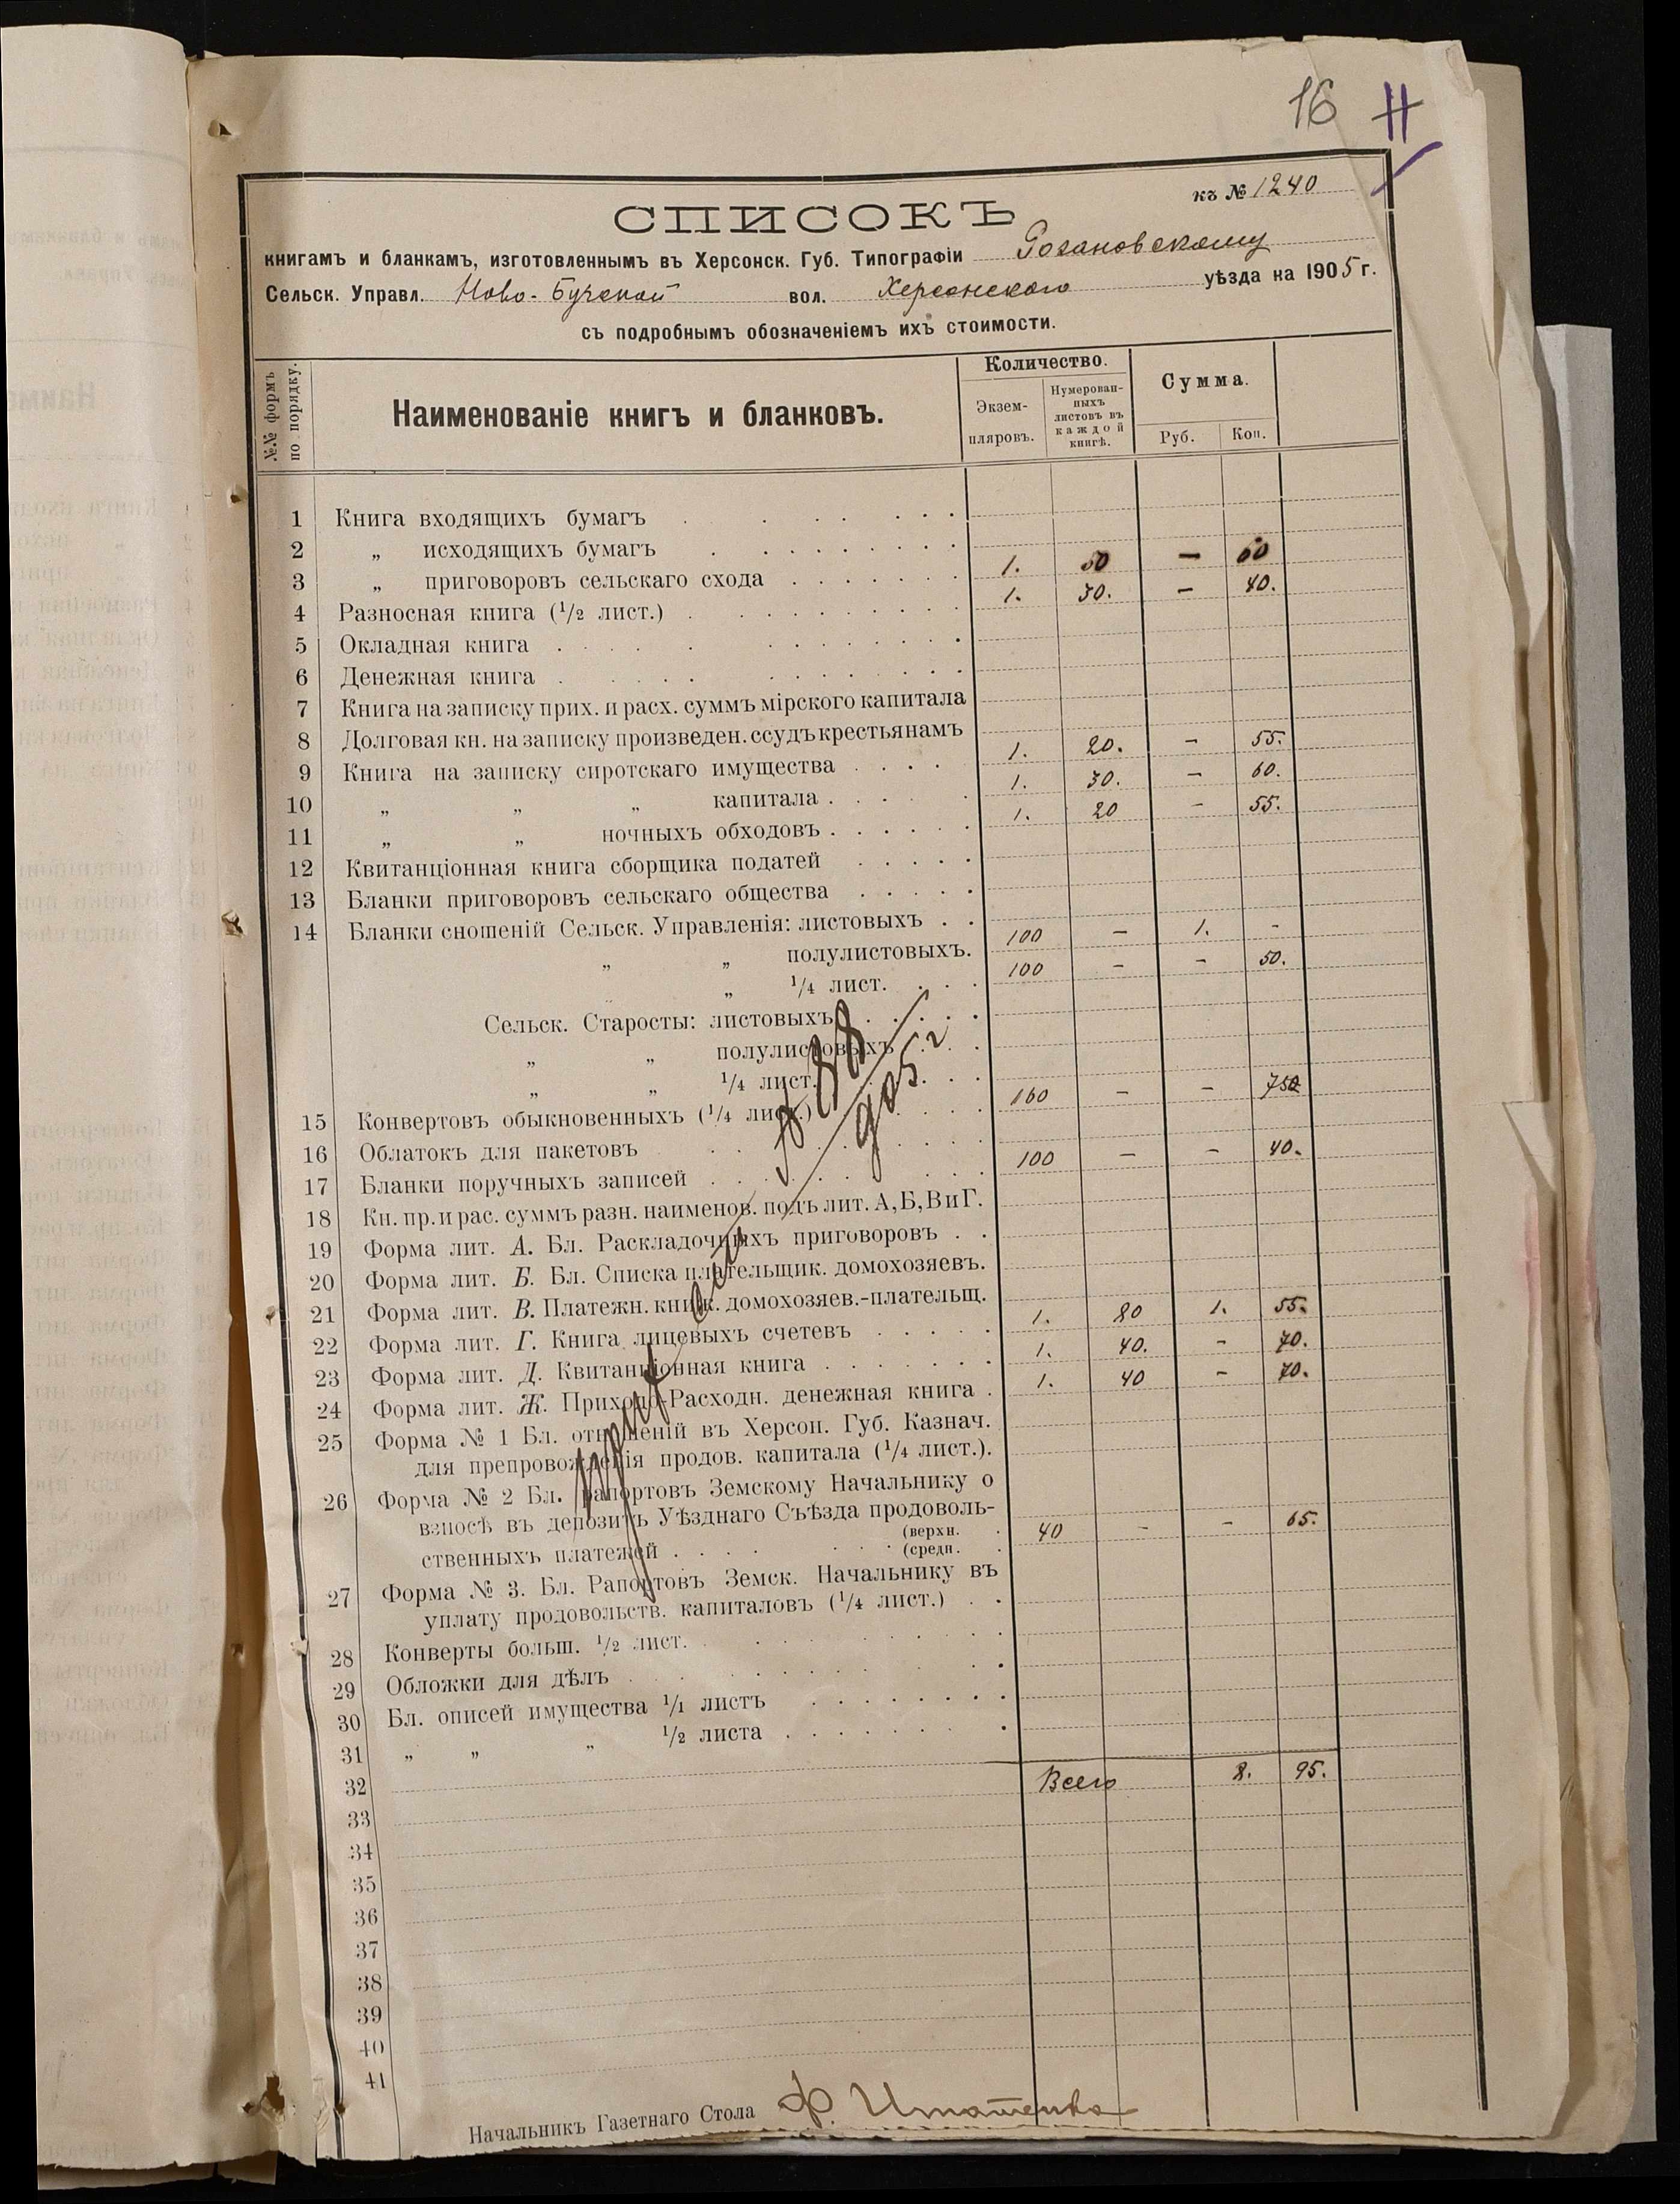 16 11
къ № 1240
СПИСОКЪ
книгамъ и бланкамъ, изготовленнымъ въ Херсонск. Губ. Типографіи Рогановскому
Сельск. Управл. Ново-Бугской вол. Херсонскаго уѣзда на 1905 г.
съ подробнымъ обозначеніемъ ихъ стоимости.
№№ формъ по порядку. Наименованіе книгъ и бланковъ. Количество. Сумма.
Экзем-пляровъ. Нумерован-ныхъ листовъ въ каждой книгѣ. Руб. Коп.
1 Книга входящихъ бумагъ
2 „ исходящихъ бумагъ 1. 50 — 60
3 „ приговоровъ сельскаго схода 1. 30. — 40.
4 Разносная книга (1/2 лист.)
5 Окладная книга
6 Денежная книга
7 Книга на записку прих. и расх. суммъ мірского капитала
8 Долговая кн. на записку произведен. ссудъ крестьянамъ 1. 20. — 55.
9 Книга на записку сиротскаго имущества 1. 30. — 60.
10 „ „ „ капитала 1. 20 — 55.
11 „ „ ночныхъ обходовъ
12 Квитанціонная книга сборщика податей
13 Бланки приговоровъ сельскаго общества
14 Бланки сношеній Сельск. Управленія: листовыхъ 100 — 1. -
„ „ полулистовыхъ. 100 — — 50.
„ 1/4 лист.
Сельск. Старосты: листовыхъ
„ „ полулистовыхъ
„ „ 1/4 лист.
15 Конвертовъ обыкновенныхъ (1/4 лист.) 100 — — 75
16 Облатокъ для пакетовъ
17 Бланки поручныхъ записей 100 — — 40.
18 Кн. пр. и рас. суммъ разн. наименов. подъ лит. А, Б, В и Г.
19 Форма лит. А. Бл. Раскладочныхъ приговоровъ
20 Форма лит. Б. Бл. Списка плательщик. домохозяевъ.
21 Форма лит. В. Платежн. книж. домохозяев.-плательщ.
22 Форма лит. Г. Книга лицевыхъ счетевъ 1. 80 1. 55.
23 Форма лит. Д. Квитанціонная книга 1. 40. - 70.
24 Форма лит. Ж. Приходо-Расходн. денежная книга 1. 40 - 70.
25 Форма № 1 Бл. отношеній въ Херсон. Губ. Казнач.
для препровожденія продов. капитала (1/4 лист.).
26 Форма № 2 Бл. рапортовъ Земскому Начальнику о
взносѣ въ депозитъ Уѣзднаго Съѣзда продоволь-
ственныхъ платежей (верхн. (средн. 40 - - 65.
27 Форма № 3. Бл. Рапортовъ Земск. Начальнику въ
уплату продовольств. капиталовъ (1/4 лист.)
28 Конверты больш. 1/2 лист.
29 Обложки для дѣлъ
30 Бл. описей имущества 1/1 листъ
31 „ „ „ 1/2 листа
32 Всего 8. 95.
33
34
35
36
37
38
39
40
41
Начальникъ Газетнаго Стола